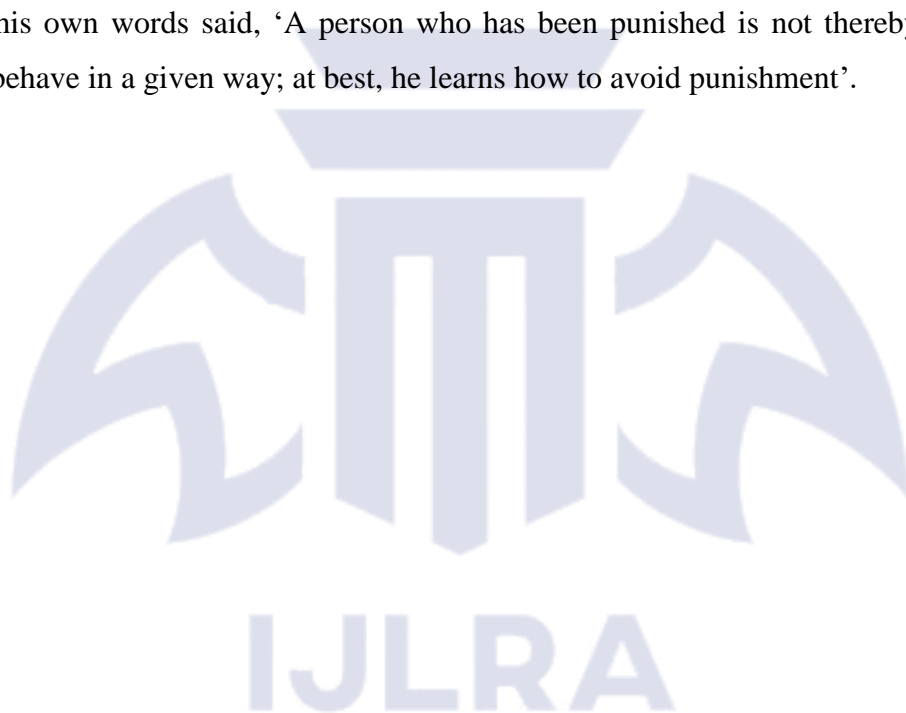 his own words said, ‘A person who has been punished is not thereby
behave in a given way; at best, he learns how to avoid punishment’.
IJLRA